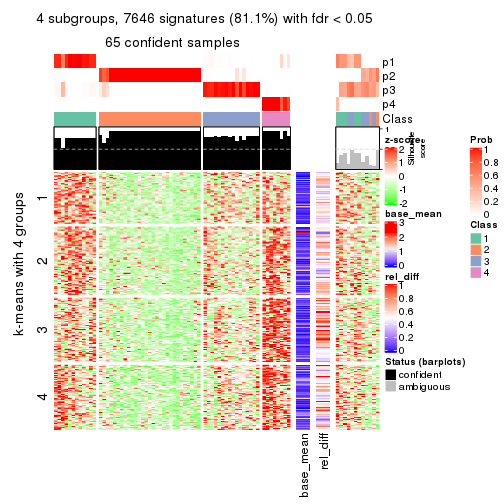 4 subgroups, 7646 signatures (81.1%) with fdr < 0.05
65 confident samples
p1
p2
p3
p4
Class
1
Silhouette
score
k-means with 4 groups
1
2
3
4
base_mean
rel_diff
z-score
2
1
0
-1
-2
base_mean
3
2
1
0
rel_diff
1
0.8
0.6
0.4
0.2
0
Status (barplots)
confident
ambiguous
Prob
1
0.8
0.6
0.4
0.2
0
Class
1
2
3
4